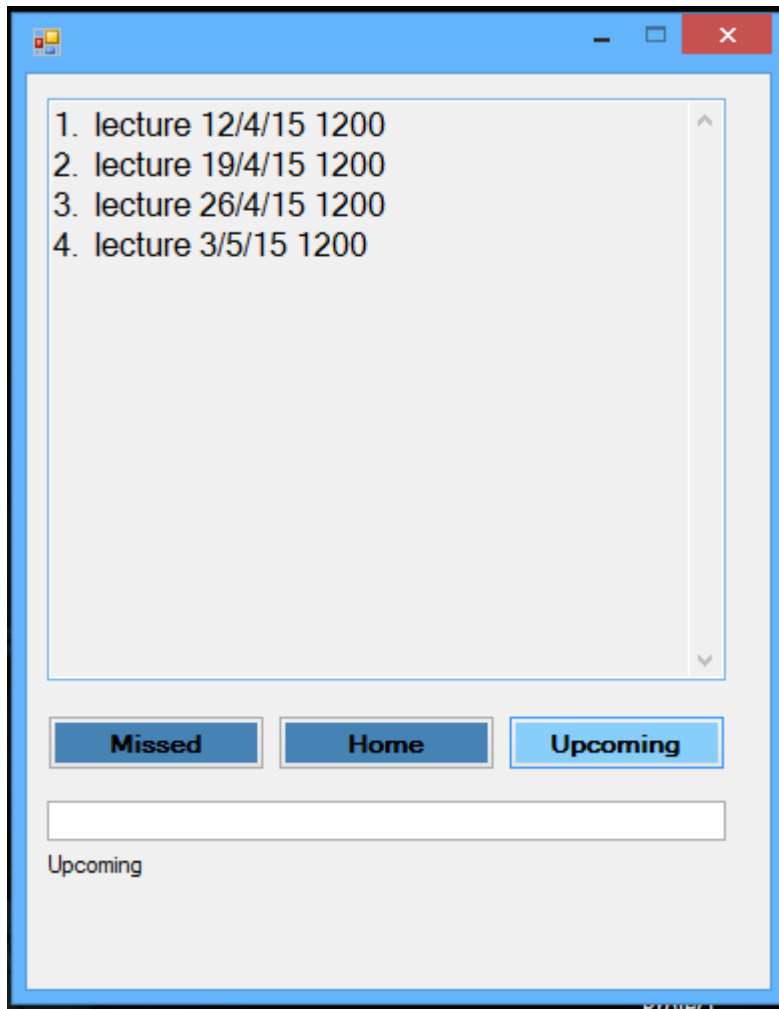 1. lecture 12/4/15 1200
2. lecture 19/4/15 1200
3. lecture 26/4/15 1200
4. lecture 3/5/15 1200
Missed Home Upcoming
Upcoming